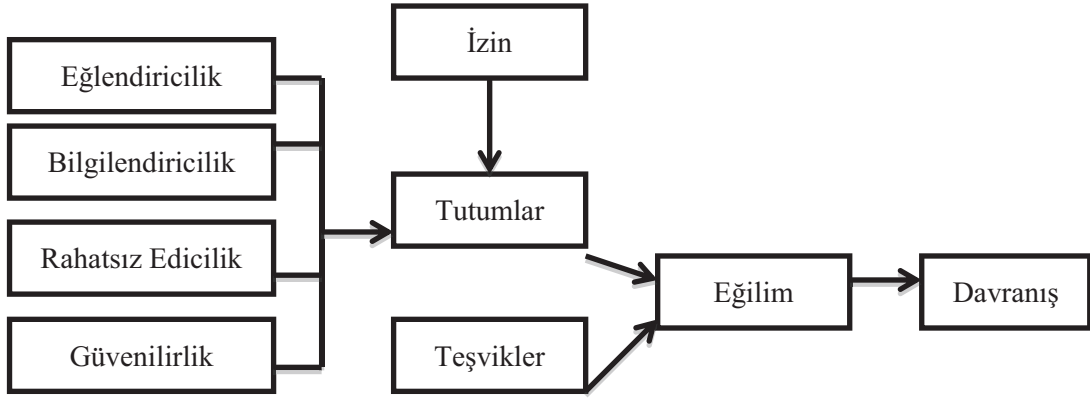 Eğlendiricilik
Bilgilendiricilik
Rahatsız Edicilik
Güvenilirlik
İzin
Tutumlar
Teşvikler
Eğilim
Davranış